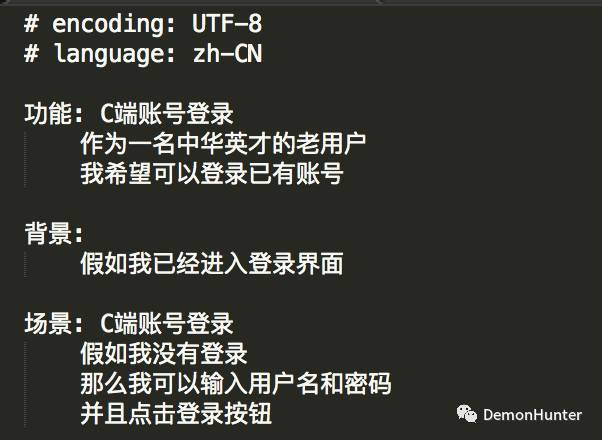 # encoding: UTF-8
# language: zh-CN
功能: C端账号登录
作为一名中华英才的老用户
我希望可以登录已有账号
背景:
假如我已经进入登录界面
场景: C端账号登录
假如我没有登录
那么我可以输入用户名和密码
并且点击登录按钮
DemonHunter